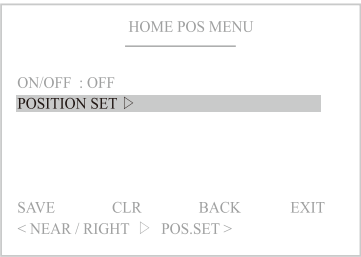 HOME POS MENU
ON/OFF : OFF
POSITION SET ▷
SAVE CLR BACK EXIT
< NEAR / RIGHT ▷ POS.SET >